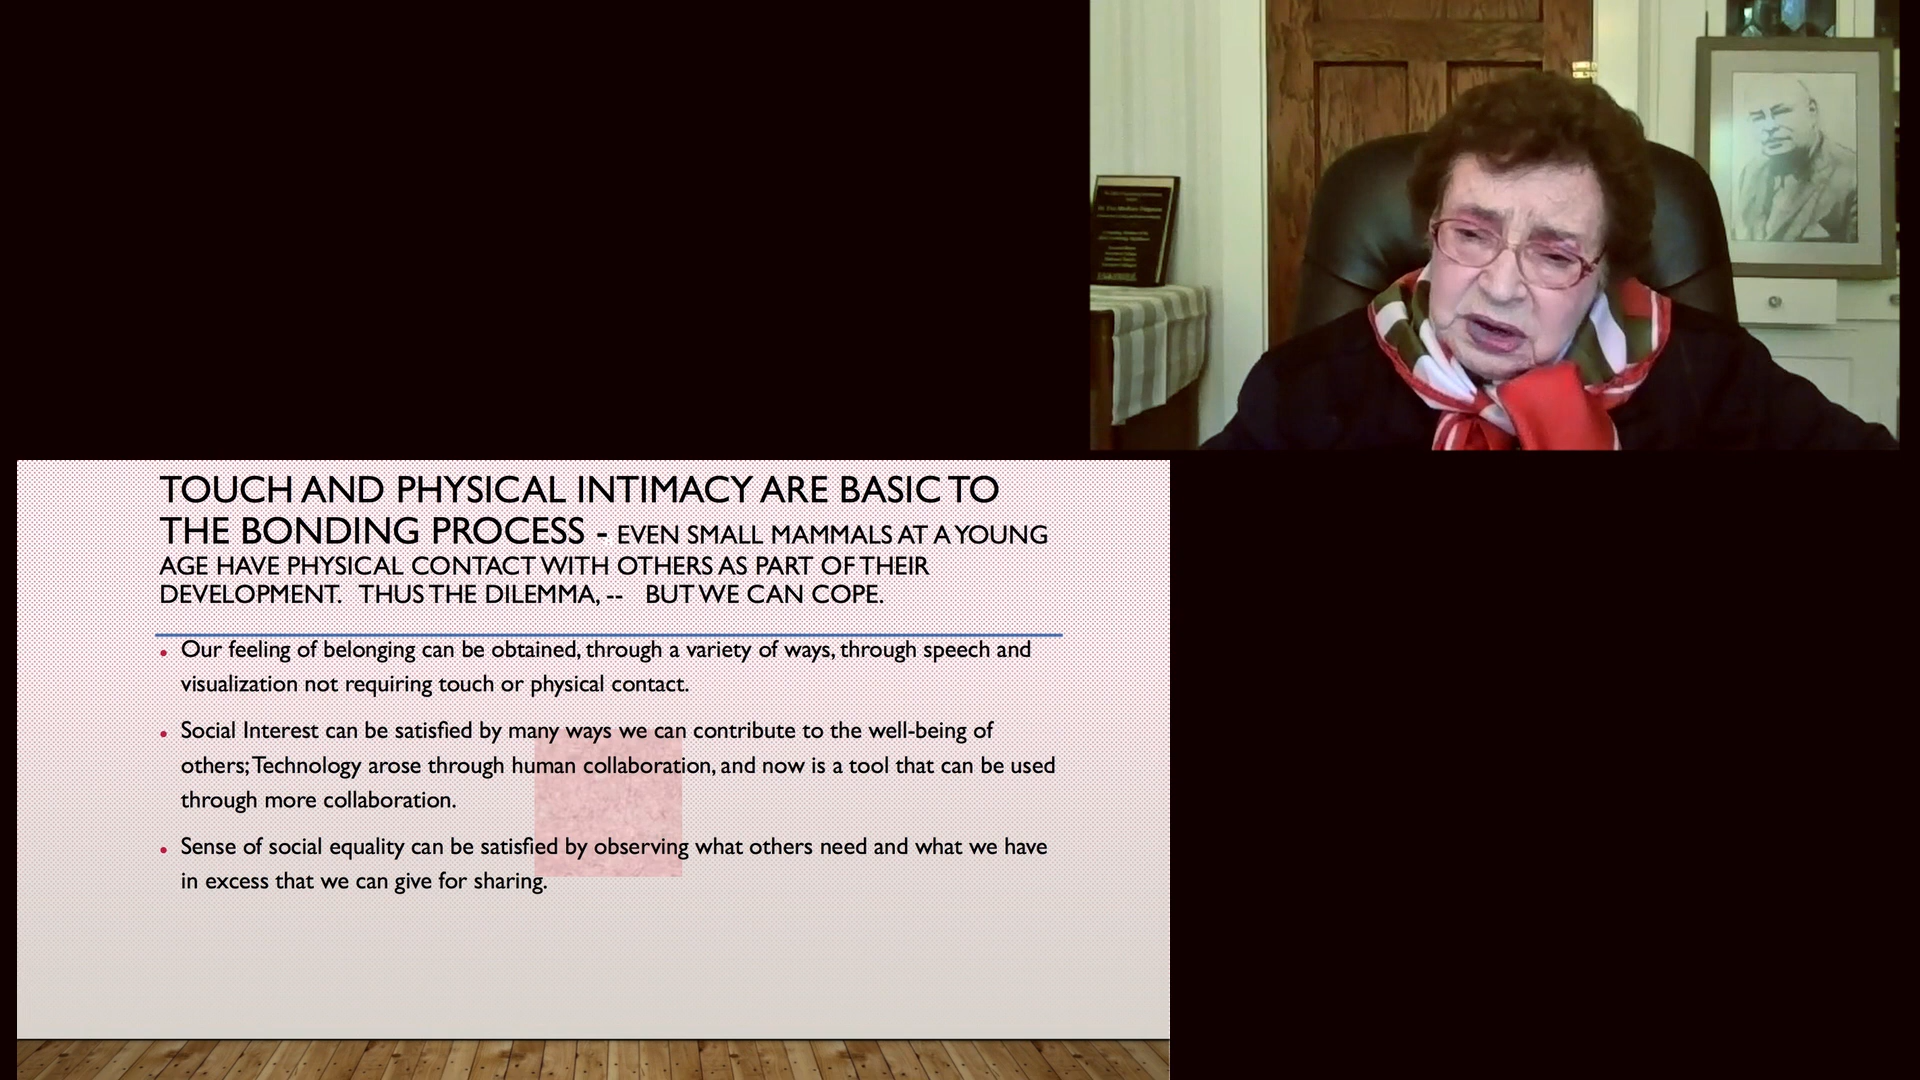 TOUCH AND PHYSICAL INTIMACY ARE BASIC TO
THE BONDING PROCESS - EVEN SMALL MAMMALS AT A YOUNG
AGE HAVE PHYSICAL CONTACT WITH OTHERS AS PART OF THEIR
DEVELOPMENT. THUS THE DILEMMA, -- BUT WE CAN COPE.
• Our feeling of belonging can be obtained, through a variety of ways, through speech and
visualization not requiring touch or physical contact.
• Social Interest can be satisfied by many ways we can contribute to the well-being of
others; Technology arose through human collaboration, and now is a tool that can be used
through more collaboration.
• Sense of social equality can be satisfied by observing what others need and what we have
in excess that we can give for sharing.